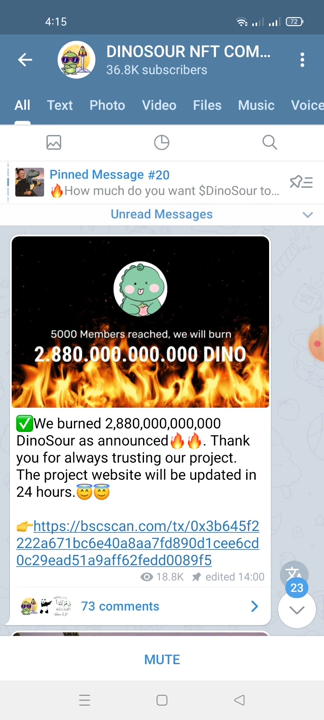 4:15
72
DINOSOUR NFT COM...
36.8K subscribers
All Text Photo Video Files Music Voice
Pinned Message #20
🔥How much do you want $DinoSour to...
Unread Messages
5000 Members reached, we will burn
2.880.000.000.000 DINO
✅We burned 2,880,000,000,000
DinoSour as announced🔥🔥. Thank
you for always trusting our project.
The project website will be updated in
24 hours.😇😇
👉https://bscscan.com/tx/0x3b645f2
222a671bc6e40a8aa7fd890d1cee6cd
0c29ead51a9aff62fedd0089f5
18.8K edited 14:00
73 comments
23
MUTE